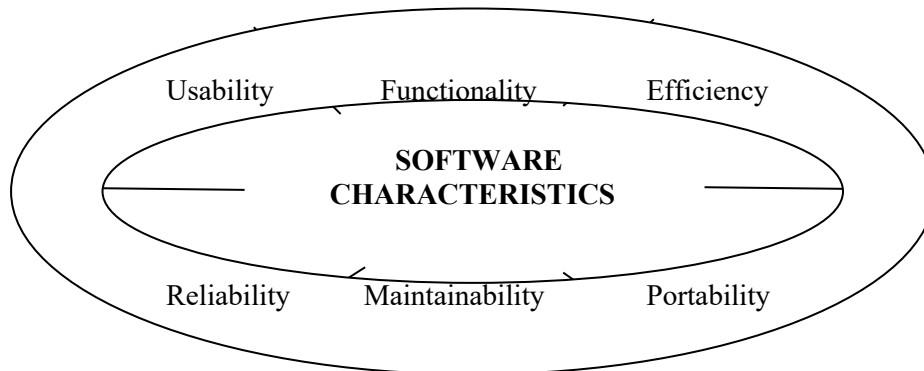 Usability Functionality Efficiency
SOFTWARE
CHARACTERISTICS
Reliability Maintainability Portability